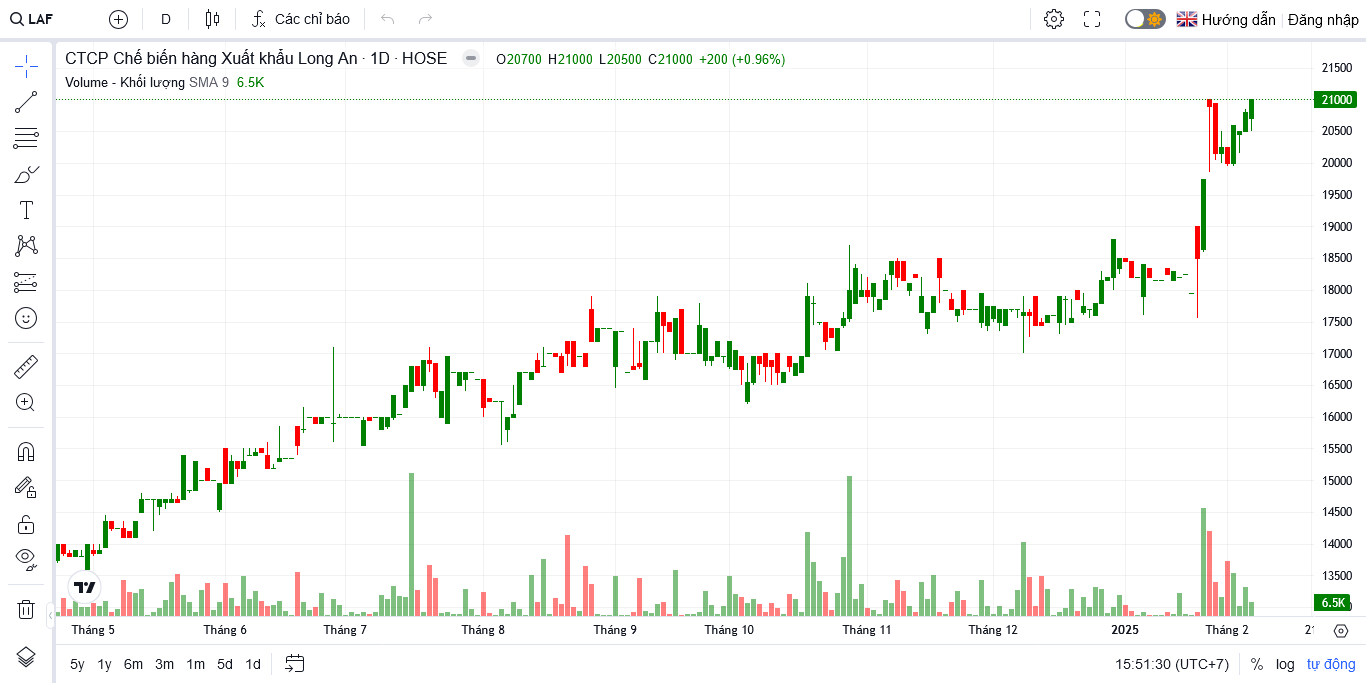 LAF D Các chỉ báo Hướng dẫn Đăng nhập
CTCP Chế biến hàng Xuất khẩu Long An · 1D · HOSE O20700 H21000 L20500 C21000 +200 (+0.96%)
Volume - Khối lượng SMA 9 6.5K
21500
21000
20500
20000
19500
19000
18500
18000
17500
17000
16500
16000
15500
15000
14500
14000
13500
6.5K
Tháng 5 Tháng 6 Tháng 7 Tháng 8 Tháng 9 Tháng 10 Tháng 11 Tháng 12 2025 Tháng 2
5y 1y 6m 3m 1m 5d 1d 15:51:30 (UTC+7) % log tự động